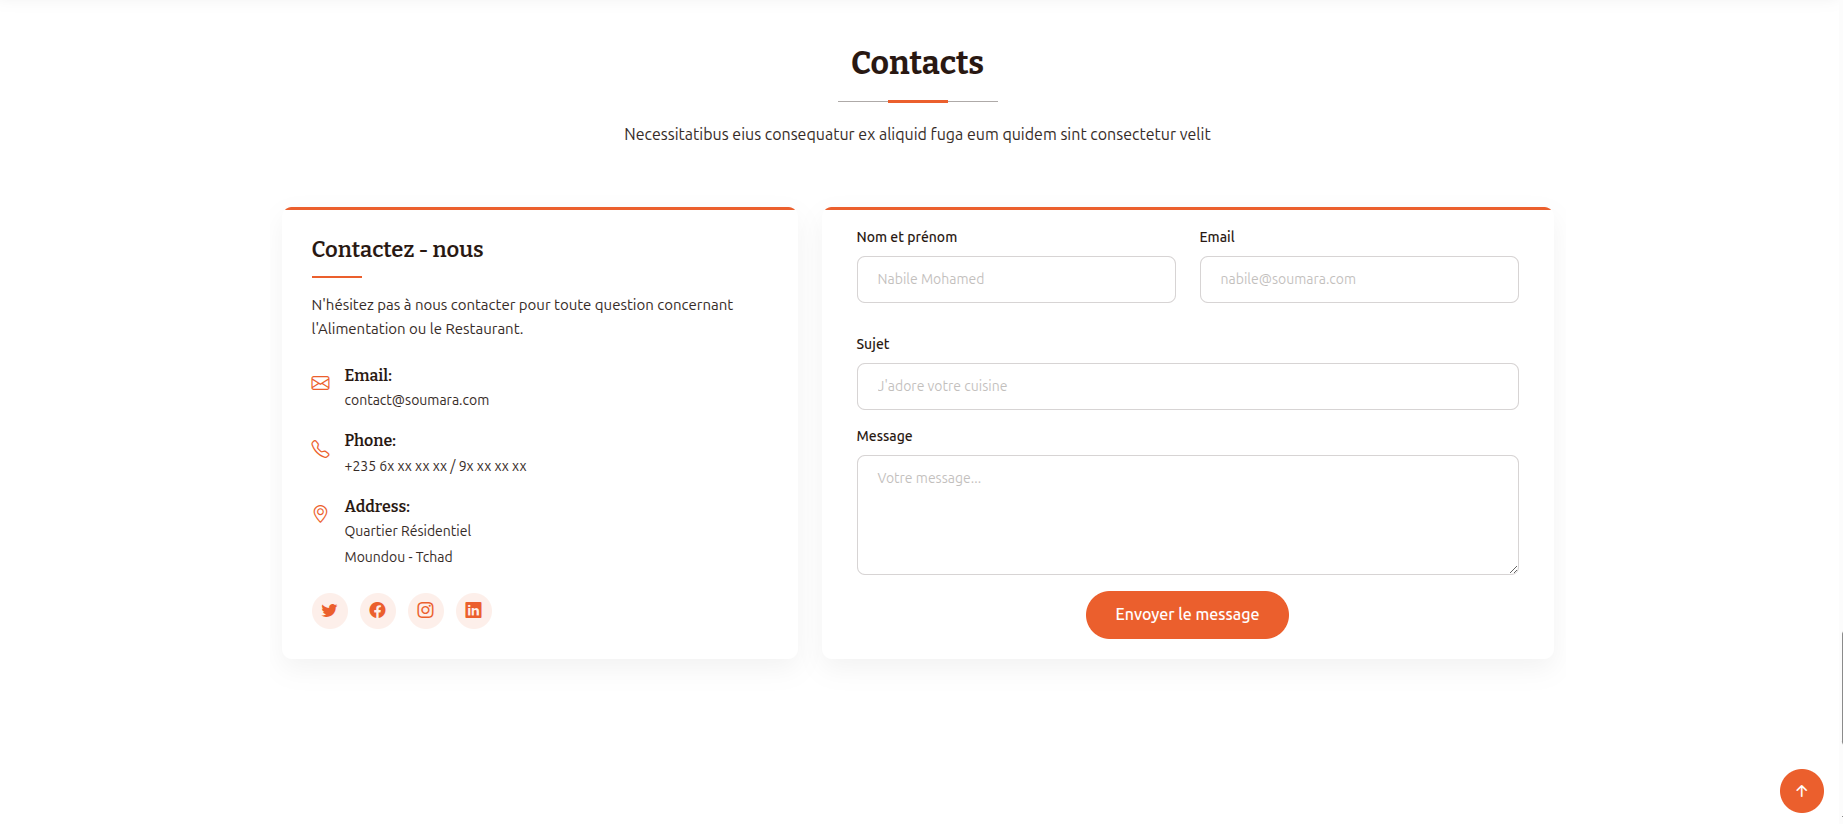 Contacts
Necessitatibus eius consequatur ex aliquid fuga eum quidem sint consectetur velit
Contactez - nous
N'hésitez pas à nous contacter pour toute question concernant
l'Alimentation ou le Restaurant.
Email:
contact@soumara.com
Phone:
+235 6x xx xx xx / 9x xx xx xx
Address:
Quartier Résidentiel
Moundou - Tchad
Nom et prénom
Nabile Mohamed
Email
nabile@soumara.com
Sujet
J'adore votre cuisine
Message
Votre message...
Envoyer le message